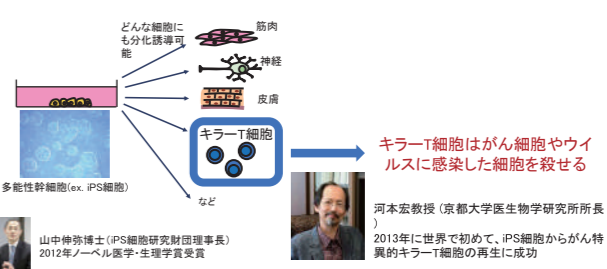 どんな細胞に
も分化誘導可
能
筋肉
神経
皮膚
キラーT細胞
など
多能性幹細胞(ex. iPS細胞)
キラーT細胞はがん細胞やウイ
ルスに感染した細胞を殺せる
山中伸弥博士(iPS細胞研究財団理事長)
2012年ノーベル医学・生理学賞受賞
河本宏教授 (京都大学医生物学研究所所長
)
2013年に世界で初めて、iPS細胞からがん特
異的キラーT細胞の再生に成功